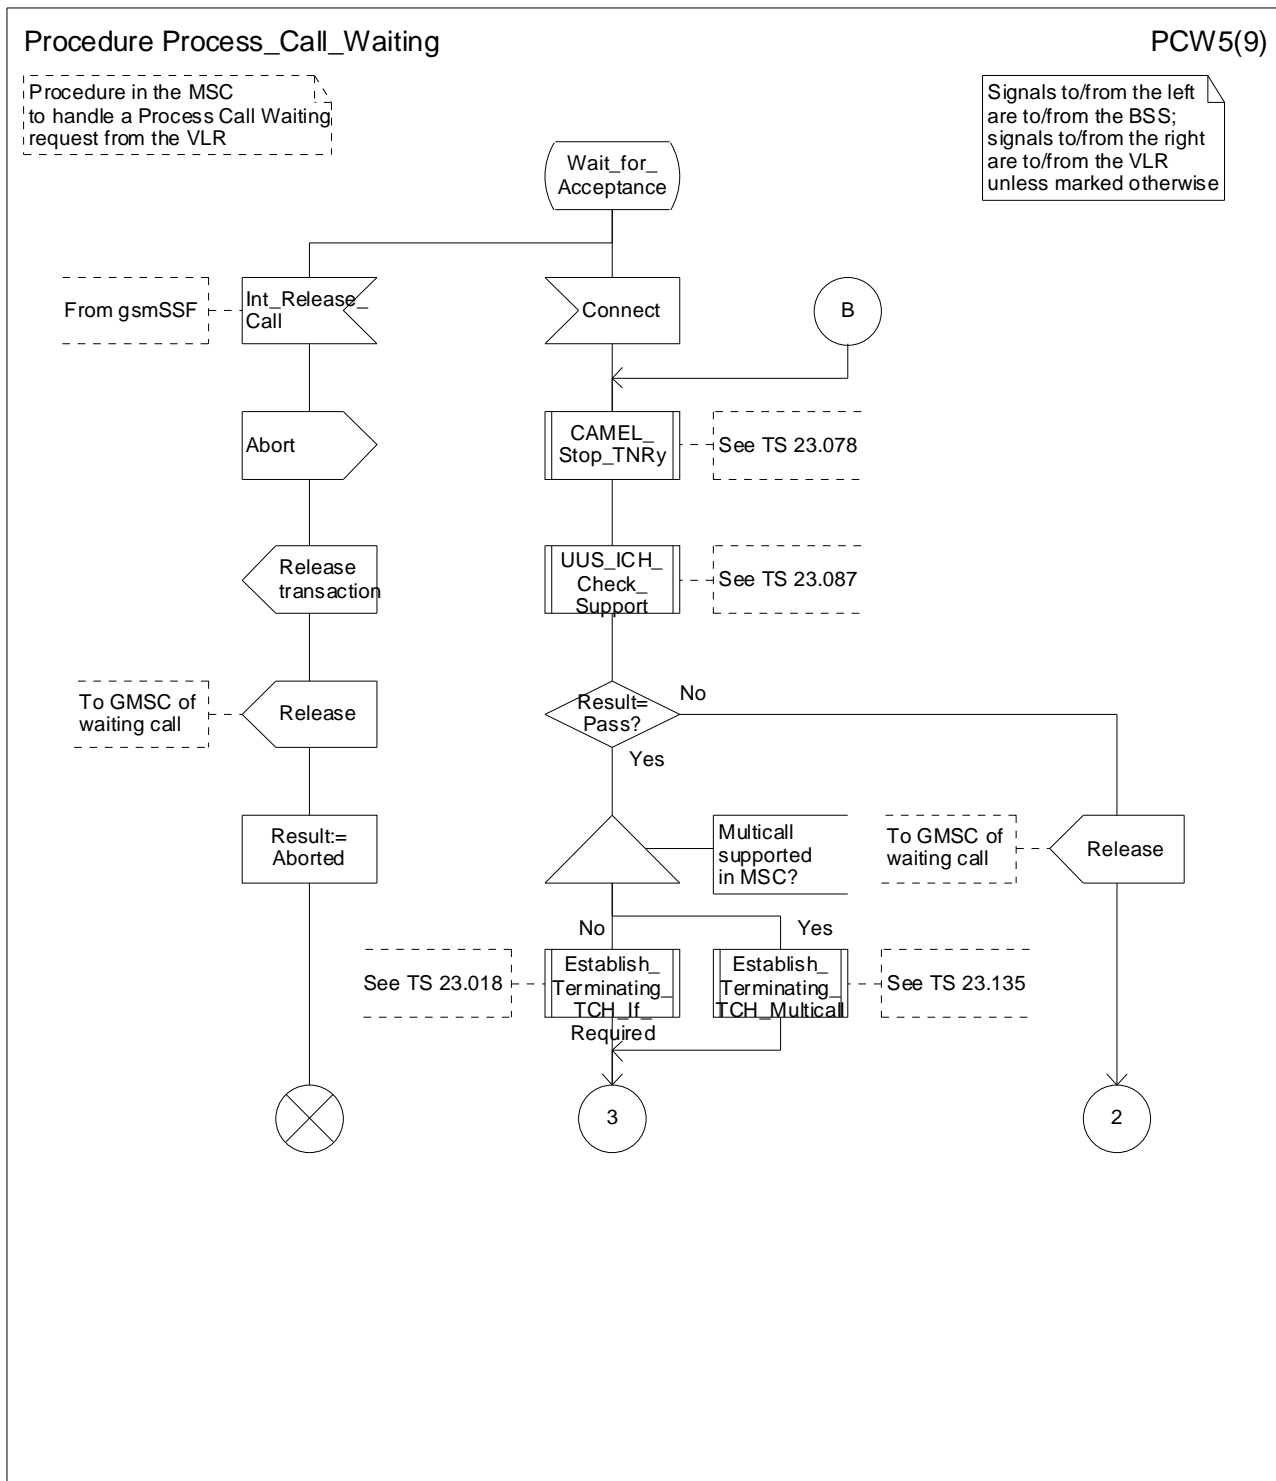 Procedure Process_Call_Waiting
PCW5(9)
Procedure in the MSC
to handle a Process Call Waiting
request from the VLR
Signals to/from the left
are to/from the BSS;
signals to/from the right
are to/from the VLR
unless marked otherwise
Wait_for_
Acceptance
From gsmSSF
Int_Release_
Call
Connect
B
Abort
CAMEL_
Stop_TNRy
See TS 23.078
Release
transaction
UUS_ICH_
Check_
Support
See TS 23.087
To GMSC of
waiting call
Release
Result=
Pass?
No
Yes
Result:=
Aborted
Multicall
supported
in MSC?
To GMSC of
waiting call
Release
No
Yes
See TS 23.018
Establish_
Terminating_
TCH_If_
Required
Establish_
Terminating_
TCH_Multicall
See TS 23.135
3
2